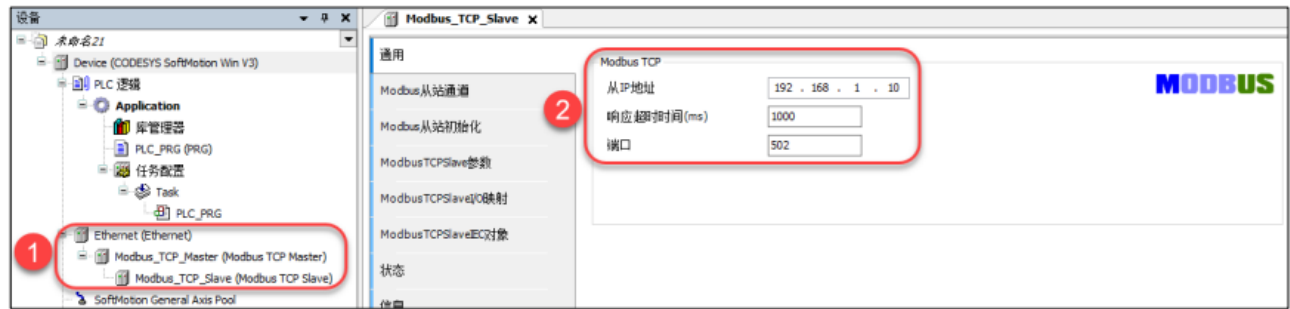 设备
未命名21
Device (CODESYS SoftMotion Win V3)
PLC 逻辑
Application
库管理器
PLC_PRG (PRG)
任务配置
Task
PLC_PRG
1
Ethernet (Ethernet)
Modbus_TCP_Master (Modbus TCP Master)
Modbus_TCP_Slave (Modbus TCP Slave)
SoftMotion General Axis Pool
Modbus_TCP_Slave
通用
Modbus从站通道
Modbus从站初始化
ModbusTCPSlave参数
ModbusTCPSlaveI/O映射
ModbusTCPSlaveIEC对象
状态
信息
2
Modbus TCP
从IP地址 192 . 168 . 1 . 10
响应超时时间(ms) 1000
端口 502
MODBUS